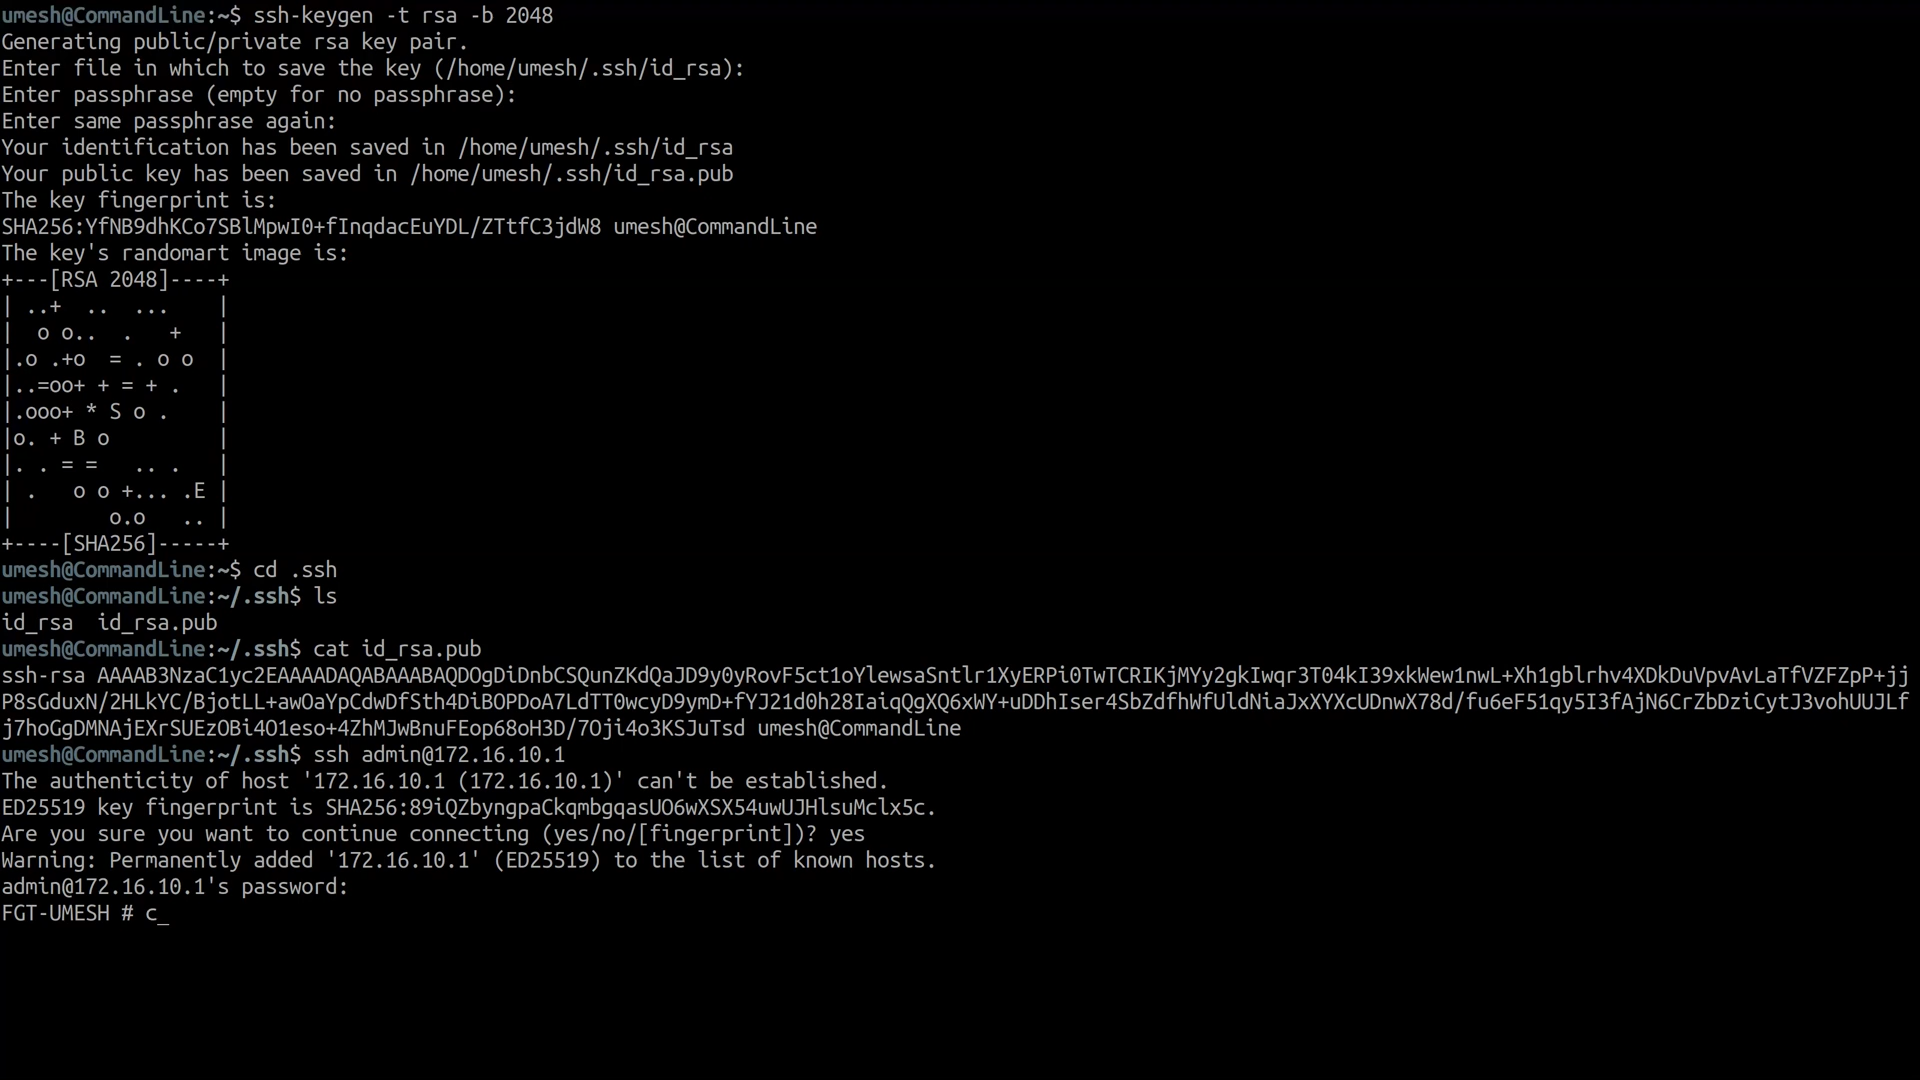 umesh@CommandLine:~$ ssh-keygen -t rsa -b 2048
Generating public/private rsa key pair.
Enter file in which to save the key (/home/umesh/.ssh/id_rsa):
Enter passphrase (empty for no passphrase):
Enter same passphrase again:
Your identification has been saved in /home/umesh/.ssh/id_rsa
Your public key has been saved in /home/umesh/.ssh/id_rsa.pub
The key fingerprint is:
SHA256:YfNB9dhKCo7SBlMpwI0+fInqdacEuYDL/ZTtfC3jdW8 umesh@CommandLine
The key's randomart image is:
+---[RSA 2048]----+
| ..+  ..  ...    |
|  o o..  .   +   |
|.o .+o  = . o o  |
|..=oo+ + = + .   |
|.ooo+ * S o .    |
|o. + B o         |
|. . = =   .. .   |
| .   o o +... .E |
|        o.o   .. |
+----[SHA256]-----+
umesh@CommandLine:~$ cd .ssh
umesh@CommandLine:~/.ssh$ ls
id_rsa  id_rsa.pub
umesh@CommandLine:~/.ssh$ cat id_rsa.pub
ssh-rsa AAAAB3NzaC1yc2EAAAADAQABAAABAQDOgDiDnbCSQunZKdQaJD9y0yRovF5ct1oYlewsaSntlr1XyERPi0TwTCRIKjMYy2gkIwqr3T04kI39xkWew1nwL+Xh1gblrhv4XDkDuVpvAvLaTfVZFZpP+jj
P8sGduxN/2HLkYC/BjotLL+awOaYpCdwDfSth4DiBOPDoA7LdTT0wcyD9ymD+fYJ21d0h28IaiqQgXQ6xWY+uDDhIser4SbZdfhWfUldNiaJxXYXcUDnwX78d/fu6eF51qy5I3fAjN6CrZbDziCytJ3vohUUJLf
j7hoGgDMNAjEXrSUEzOBi4O1eso+4ZhMJwBnuFEop68oH3D/7Oji4o3KSJuTsd umesh@CommandLine
umesh@CommandLine:~/.ssh$ ssh admin@172.16.10.1
The authenticity of host '172.16.10.1 (172.16.10.1)' can't be established.
ED25519 key fingerprint is SHA256:89iQZbyngpaCkqmbgqasUO6wXSX54uwUJHlsuMclx5c.
Are you sure you want to continue connecting (yes/no/[fingerprint])? yes
Warning: Permanently added '172.16.10.1' (ED25519) to the list of known hosts.
admin@172.16.10.1's password:
FGT-UMESH # c_